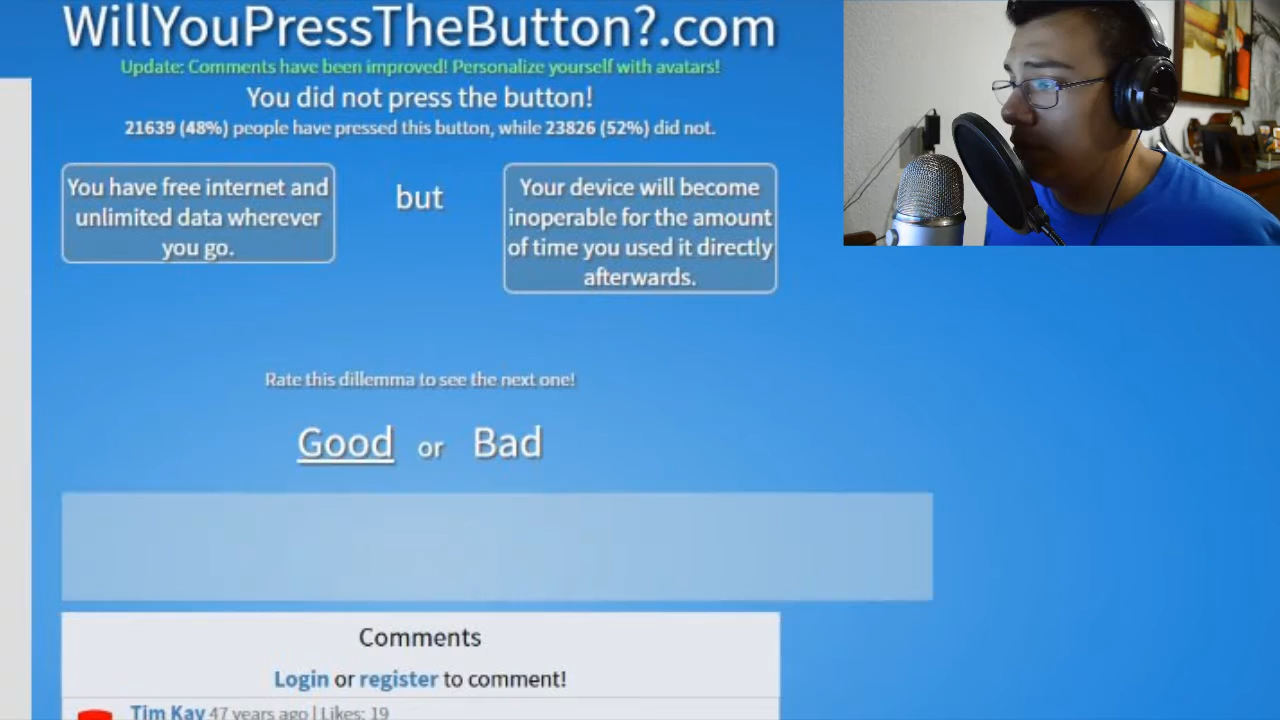 WillYouPressTheButton?.com
Update: Comments have been improved! Personalize yourself with avatars!
You did not press the button!
21639 (48%) people have pressed this button, while 23826 (52%) did not.
You have free internet and
unlimited data wherever
you go.
but
Your device will become
inoperable for the amount
of time you used it directly
afterwards.
Rate this dillemma to see the next one!
Good or Bad
Comments
Login or register to comment!
Tim Kay 47 years ago | Likes: 19